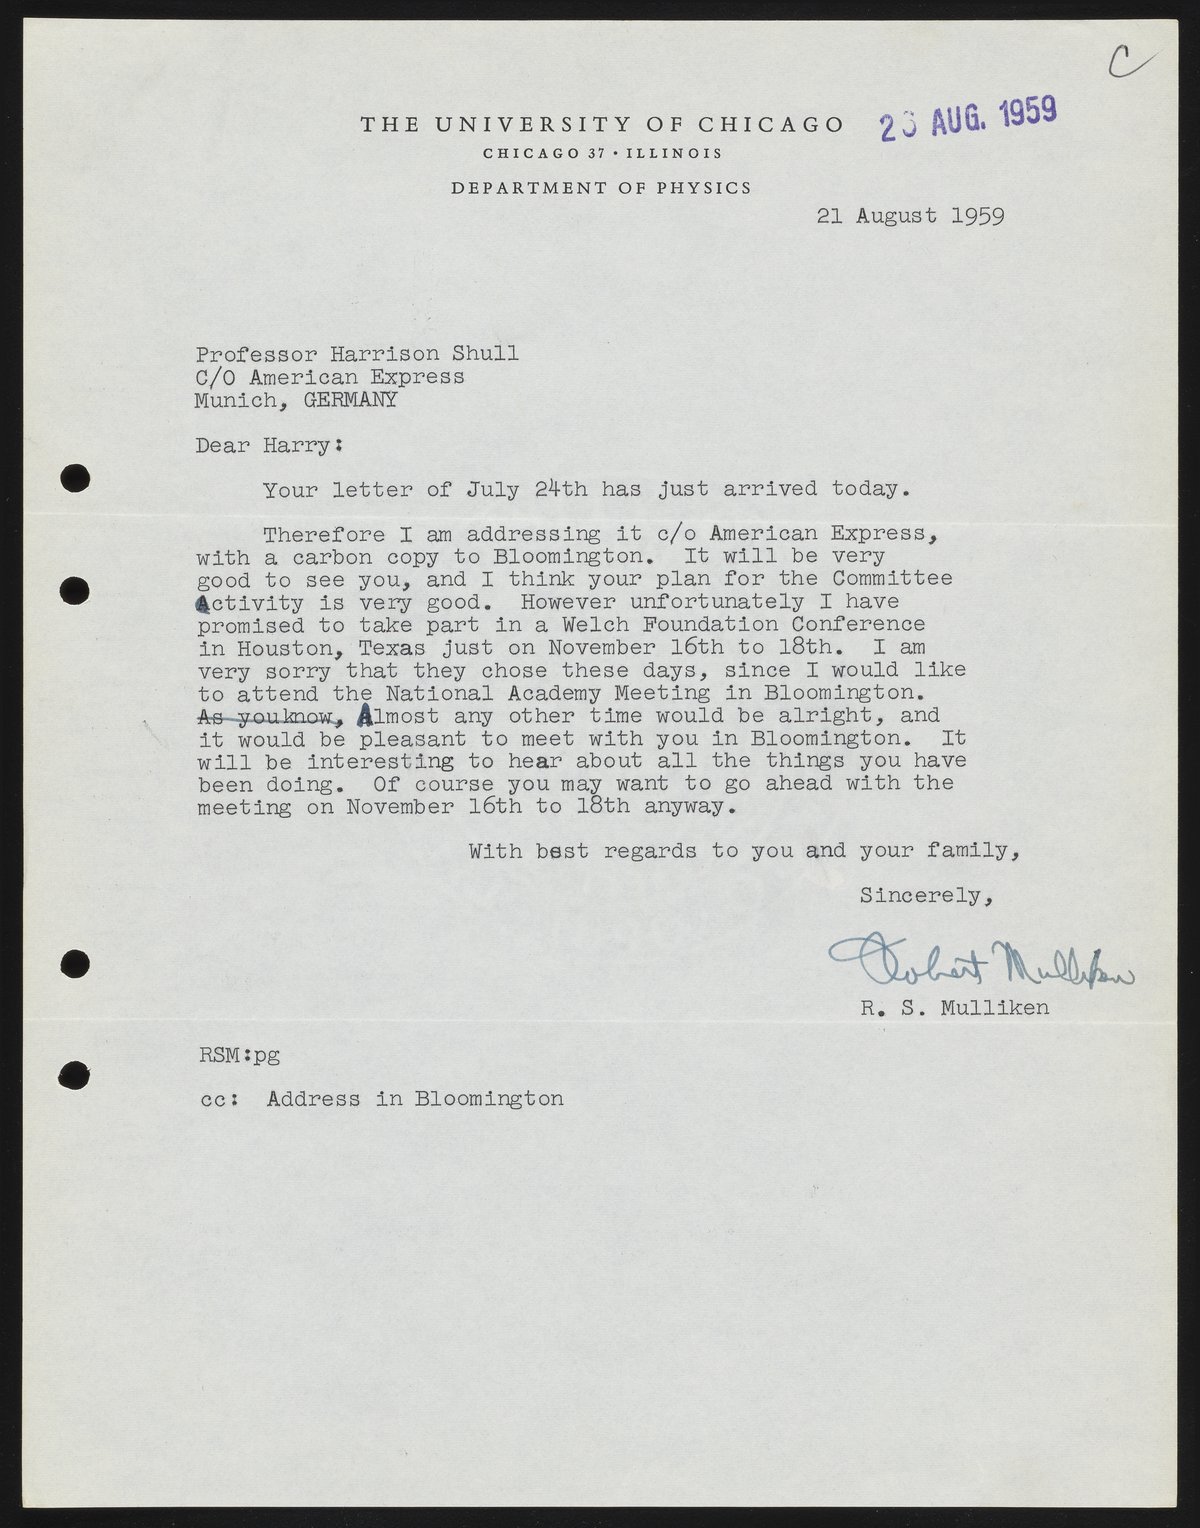 C
THE UNIVERSITY OF CHICAGO
AUG. 1959
CHICAGO 37 • ILLINOIS
DEPARTMENT OF PHYSICS
21 August 1959
Professor Harrison Shull
C/O American Express
Munich, GERMANY
Dear Harry:
Your letter of July 24th has just arrived today.
Therefore I am addressing it c/o American Express,
with a carbon copy to Bloomington. It will be very
good to see you, and I think your plan for the Committee
Activity is very good. However unfortunately I have
promised to take part in a Welch Foundation Conference
in Houston, Texas just on November 16th to 18th. I am
very sorry that they chose these days, since I would like
to attend the National Academy Meeting in Bloomington.
As you know, Almost any other time would be alright, and
it would be pleasant to meet with you in Bloomington. It
will be interesting to hear about all the things you have
been doing. Of course you may want to go ahead with the
meeting on November 16th to 18th anyway.
With best regards to you and your family,
Sincerely,
Robert Mulliken
R. S. Mulliken
RSM:pg
cc: Address in Bloomington